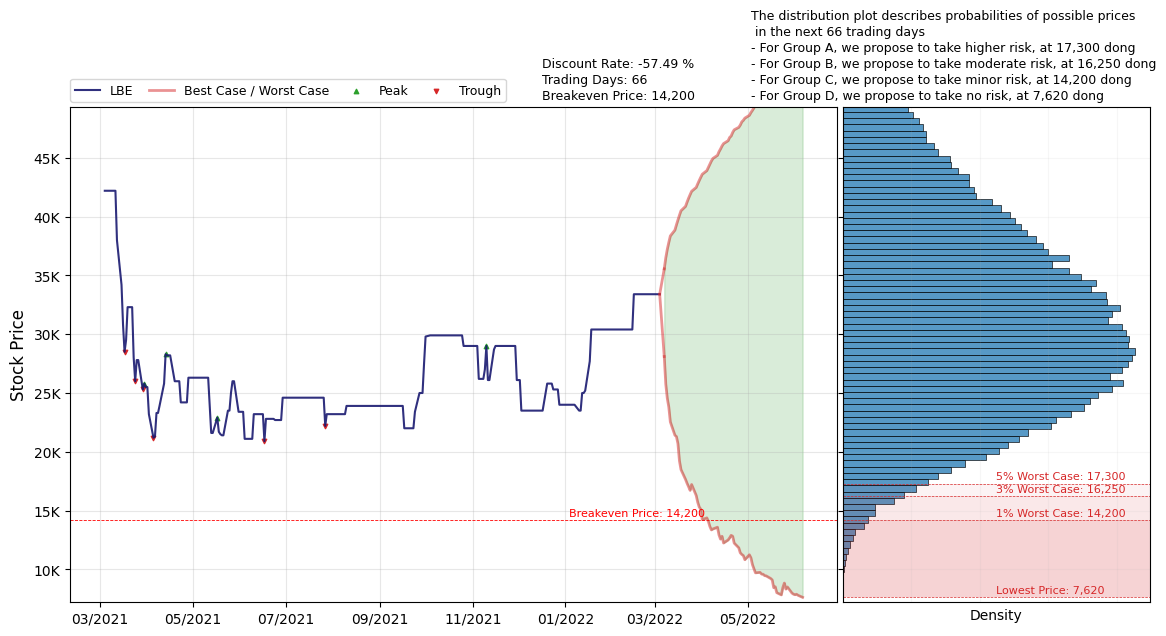 The distribution plot describes probabilities of possible prices
in the next 66 trading days
- For Group A, we propose to take higher risk, at 17,300 dong
- For Group B, we propose to take moderate risk, at 16,250 dong
- For Group C, we propose to take minor risk, at 14,200 dong
- For Group D, we propose to take no risk, at 7,620 dong
Discount Rate: -57.49 %
Trading Days: 66
Breakeven Price: 14,200
LBE
Best Case / Worst Case
Peak
Trough
Stock Price
45K
40K
35K
30K
25K
20K
15K
10K
Breakeven Price: 14,200
03/2021
05/2021
07/2021
09/2021
11/2021
01/2022
03/2022
05/2022
5% Worst Case: 17,300
3% Worst Case: 16,250
1% Worst Case: 14,200
Lowest Price: 7,620
Density